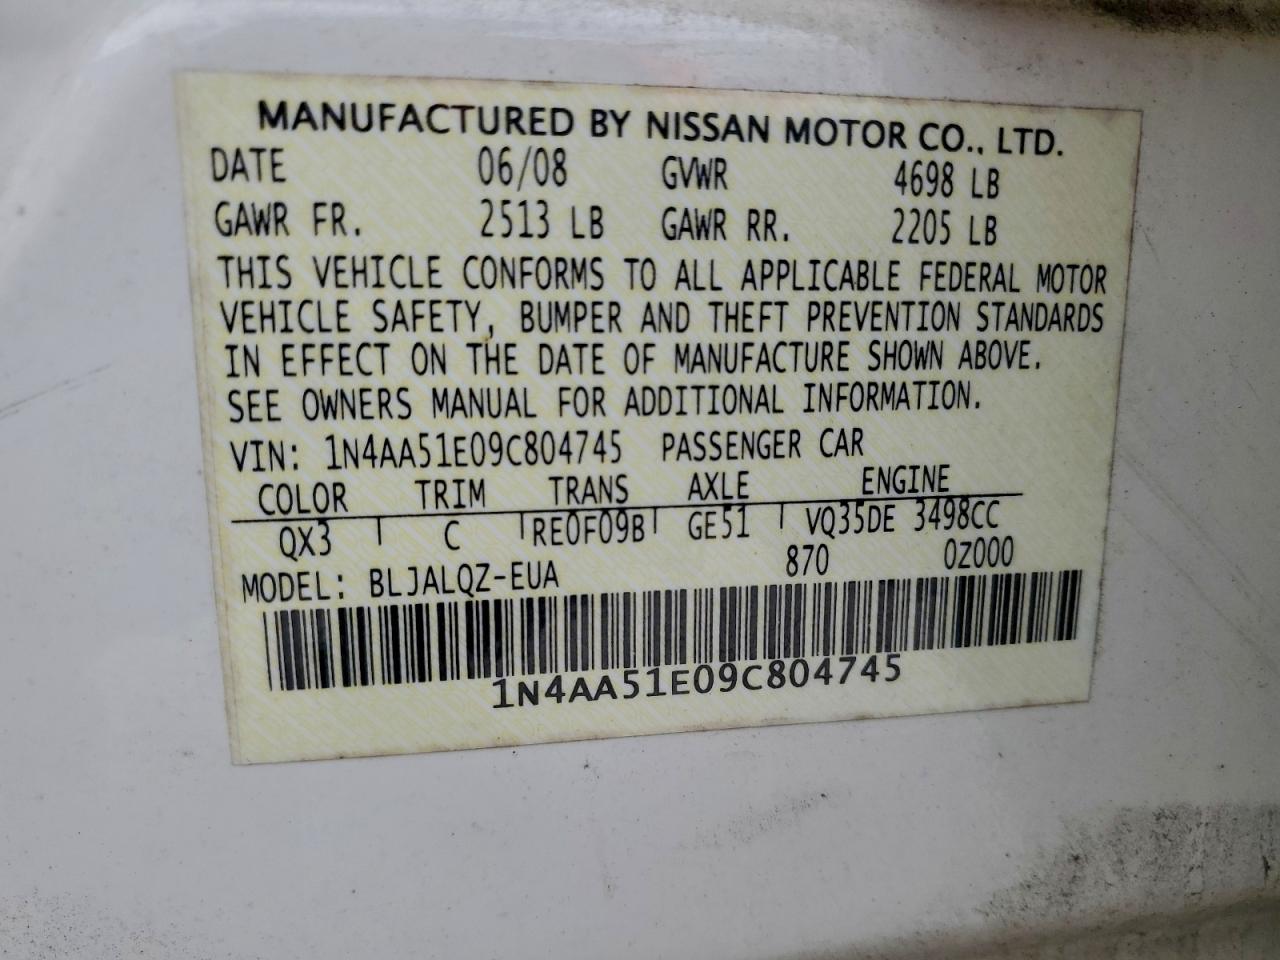 MANUFACTURED BY NISSAN MOTOR CO., LTD.
DATE 06/08 GVWR 4698 LB
GAWR FR. 2513 LB GAWR RR. 2205 LB
THIS VEHICLE CONFORMS TO ALL APPLICABLE FEDERAL MOTOR
VEHICLE SAFETY, BUMPER AND THEFT PREVENTION STANDARDS
IN EFFECT ON THE DATE OF MANUFACTURE SHOWN ABOVE.
SEE OWNERS MANUAL FOR ADDITIONAL INFORMATION.
VIN: 1N4AA51E09C804745 PASSENGER CAR
COLOR TRIM TRANS AXLE ENGINE
QX3 C RE0F09B GE51 VQ35DE 3498CC
MODEL: BLJALQZ-EUA 870 0Z000
1N4AA51E09C804745